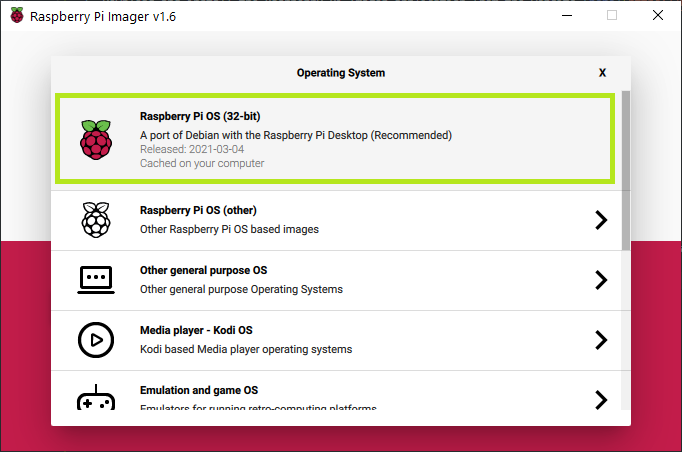 Raspberry Pi Imager v1.6
Operating System
X
Raspberry Pi OS (32-bit)
A port of Debian with the Raspberry Pi Desktop (Recommended)
Released: 2021-03-04
Cached on your computer
Raspberry Pi OS (other)
Other Raspberry Pi OS based images
Other general purpose OS
Other general purpose Operating Systems
Media player - Kodi OS
Kodi based Media player operating systems
Emulation and game OS
Emulators for running retro-computing platforms